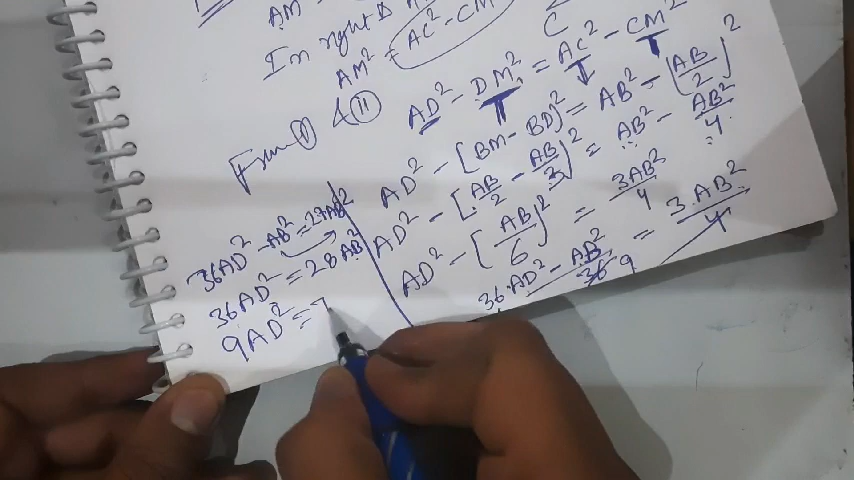 AM
In right Δ
AM² = AC² - CM²
C
From ① & ⑪
AD² - DM² = AC² - CM²
AD² - [BM - BD]² = AB² - (AB/2)²
AD² - [AB/2 - AB/3]² = AB² - AB²/4
AD² - [AB/6]² = 3AB²/4
36AD² - AB²/36 9 = 3AB²/4
36AD² - AB² = 27AB²
36AD² = 28AB²
9AD² =